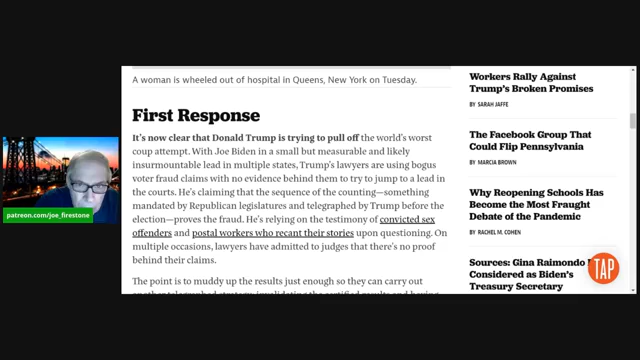 A woman is wheeled out of hospital in Queens, New York on Tuesday.
First Response
It's now clear that Donald Trump is trying to pull off the world's worst
coup attempt. With Joe Biden in a small but measurable and likely
insurmountable lead in multiple states, Trump's lawyers are using bogus
voter fraud claims with no evidence behind them to try to jump to a lead in
the courts. He's claiming that the sequence of the counting—something
mandated by Republican legislatures and telegraphed by Trump before the
election—proves the fraud. He's relying on the testimony of convicted sex
offenders and postal workers who recant their stories upon questioning. On
multiple occasions, lawyers have admitted to judges that there's no proof
behind their claims.
The point is to muddy up the results just enough so they can carry out
another telegraphed strategy, invalidating the certified results and having
Workers Rally Against
Trump's Broken Promises
BY SARAH JAFFE
The Facebook Group That
Could Flip Pennsylvania
BY MARCIA BROWN
Why Reopening Schools Has
Become the Most Fraught
Debate of the Pandemic
BY RACHEL M. COHEN
Sources: Gina Raimondo
Considered as Biden's
Treasury Secretary
TAP
patreon.com/joe_firestone